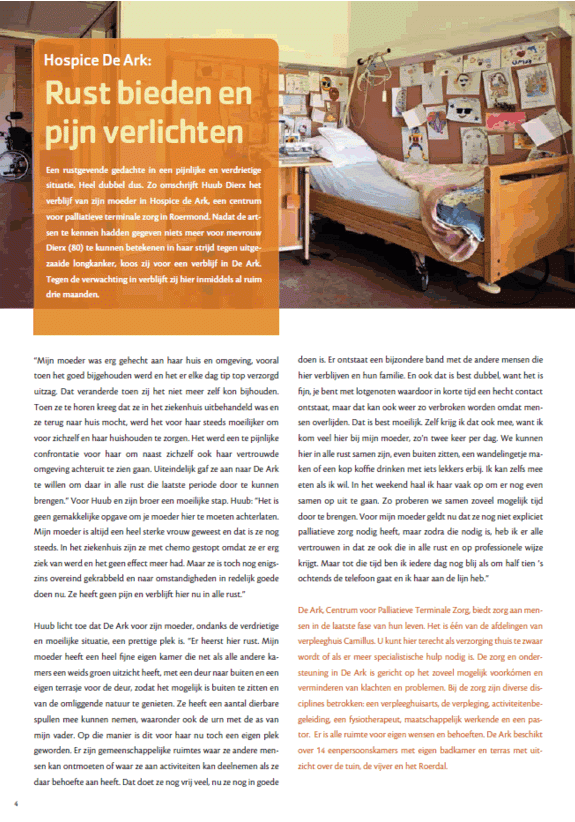 Hospice De Ark:
Rust bieden en
pijn verlichten
Een rustgevende gedachte in een pijnlijke en verdrietige
situatie. Heel dubbel dus. Zo omschrijft Huub Dierx het
verblijf van zijn moeder in Hospice de Ark, een centrum
voor palliatieve terminale zorg in Roermond. Nadat de art-
sen te kennen hadden gegeven niets meer voor mevrouw
Dierx (80) te kunnen betekenen in haar strijd tegen uitge-
zaaide longkanker, koos zij voor een verblijf in De Ark.
Tegen de verwachting in verblijft zij hier inmiddels al ruim
drie maanden.
"Mijn moeder was erg gehecht aan haar huis en omgeving, vooral
toen het goed bijgehouden werd en het er elke dag tip top verzorgd
uitzag. Dat veranderde toen zij het niet meer zelf kon bijhouden.
Toen ze te horen kreeg dat ze in het ziekenhuis uitbehandeld was en
ze terug naar huis mocht, werd het voor haar steeds moeilijker om
voor zichzelf en haar huishouden te zorgen. Het werd een te pijnlijke
confrontatie voor haar om naast zichzelf ook haar vertrouwde
omgeving achteruit te zien gaan. Uiteindelijk gaf ze aan naar De Ark
te willen om daar in alle rust die laatste periode door te kunnen
brengen." Voor Huub en zijn broer een moeilijke stap. Huub: "Het is
geen gemakkelijke opgave om je moeder hier te moeten achterlaten.
Mijn moeder is altijd een heel sterke vrouw geweest en dat is ze nog
steeds. In het ziekenhuis zijn ze met chemo gestopt omdat ze er erg
ziek van werd en het geen effect meer had. Maar ze is toch nog enigs-
zins overeind gekrabbeld en naar omstandigheden in redelijk goede
doen nu. Ze heeft geen pijn en verblijft hier nu in alle rust."
Huub licht toe dat De Ark voor zijn moeder, ondanks de verdrietige
en moeilijke situatie, een prettige plek is. "Er heerst hier rust. Mijn
moeder heeft een heel fijne eigen kamer die net als alle andere ka-
mers een weids groen uitzicht heeft, met een deur naar buiten en een
eigen terrasje voor de deur, zodat het mogelijk is buiten te zitten en
van de omliggende natuur te genieten. Ze heeft een aantal dierbare
spullen mee kunnen nemen, waaronder ook de urn met de as van
mijn vader. Op die manier is dit voor haar nu toch een eigen plek
geworden. Er zijn gemeenschappelijke ruimtes waar ze andere men-
sen kan ontmoeten of waar ze aan activiteiten kan deelnemen als ze
daar behoefte aan heeft. Dat doet ze nog vrij veel, nu ze nog in goede
doen is. Er ontstaat een bijzondere band met de andere mensen die
hier verblijven en hun familie. En ook dat is best dubbel, want het is
fijn, je bent met lotgenoten waardoor in korte tijd een hecht contact
ontstaat, maar dat kan ook weer zo verbroken worden omdat men-
sen overlijden. Dat is best moeilijk. Zelf krijg ik dat ook mee, want ik
kom veel hier bij mijn moeder, zo'n twee keer per dag. We kunnen
hier in alle rust samen zijn, even buiten zitten, een wandelingetje ma-
ken of een kop koffie drinken met iets lekkers erbij. Ik kan zelfs mee
eten als ik wil. In het weekend haal ik haar vaak op om er nog even
samen op uit te gaan. Zo proberen we samen zoveel mogelijk tijd
door te brengen. Voor mijn moeder geldt nu dat ze nog niet expliciet
palliatieve zorg nodig heeft, maar zodra die nodig is, heb ik er alle
vertrouwen in dat ze ook die in alle rust en op professionele wijze
krijgt. Maar tot die tijd ben ik iedere dag nog blij als om half tien 's
ochtends de telefoon gaat en ik haar aan de lijn heb."
De Ark, Centrum voor Palliatieve Terminale Zorg, biedt zorg aan men-
sen in de laatste fase van hun leven. Het is één van de afdelingen van
verpleeghuis Camillus. U kunt hier terecht als verzorging thuis te zwaar
wordt of als er meer specialistische hulp nodig is. De zorg en onder-
steuning in De Ark is gericht op het zoveel mogelijk voorkómen en
verminderen van klachten en problemen. Bij de zorg zijn diverse dis-
ciplines betrokken: een verpleeghuisarts, de verpleging, activiteitenbe-
geleiding, een fysiotherapeut, maatschappelijk werkende en een pas-
tor. Er is alle ruimte voor eigen wensen en behoeften. De Ark beschikt
over 14 eenpersoonskamers met eigen badkamer en terras met uit-
zicht over de tuin, de vijver en het Roerdal.
4